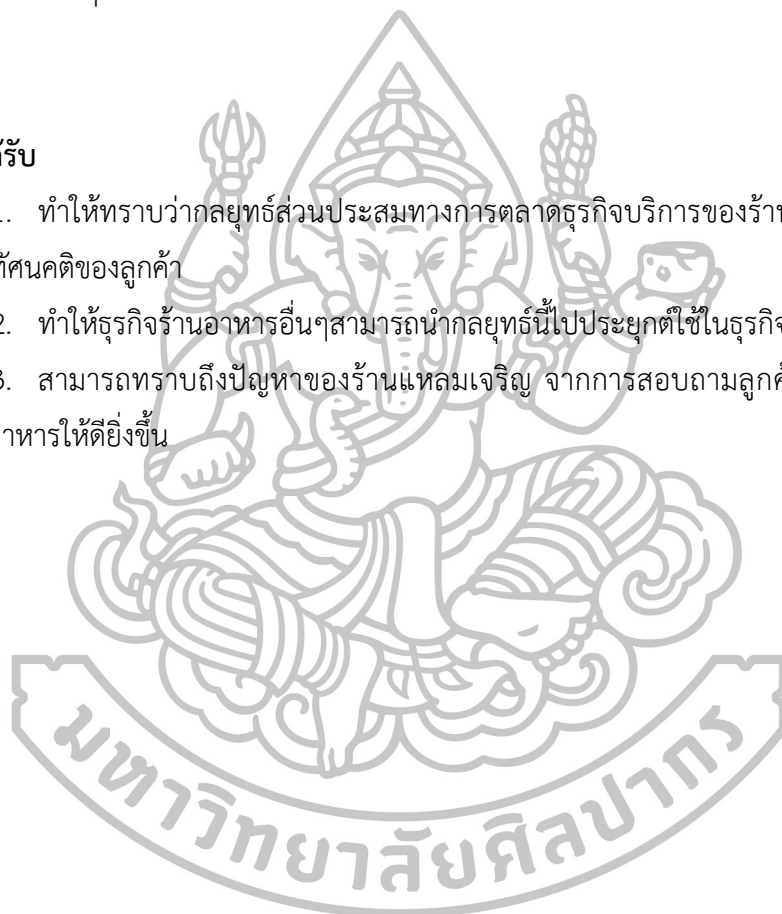 ทำให้ทราบว่ากลยุทธ์ส่วนประสมทางการตลาดธุรกิจบริการของร้าน
ทัศนคติของลูกค้า
2. ทำให้ธุรกิจร้านอาหารอื่นๆสามารถนำกลยุทธ์นี้ไปประยุกต์ใช้ในธุรกิจ
สามารถทราบถึงปัญหาของร้านแหลมเจริญ จากการสอบถามลูกค้
าหารให้ดียิ่งขึ้น
มหาวิทยาลัยศิลปากร